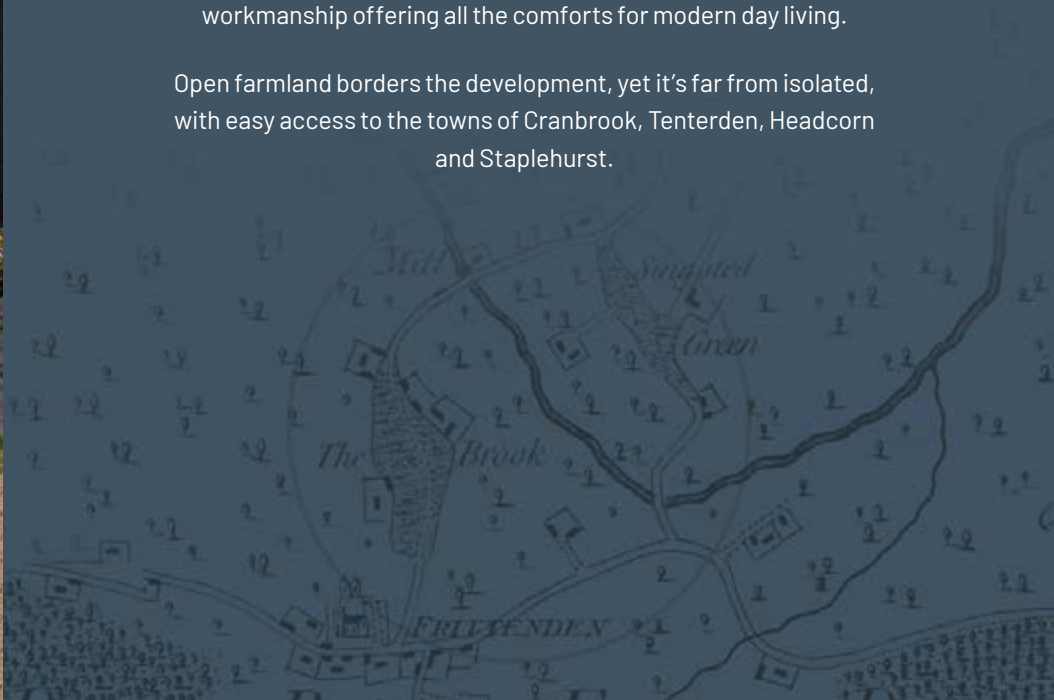 workmanship offering all the comforts for modern day living.
Open farmland borders the development, yet it’s far from isolated,
with easy access to the towns of Cranbrook, Tenterden, Headcorn
and Staplehurst.
Mill
Green
The Brook
FRITTENDEN